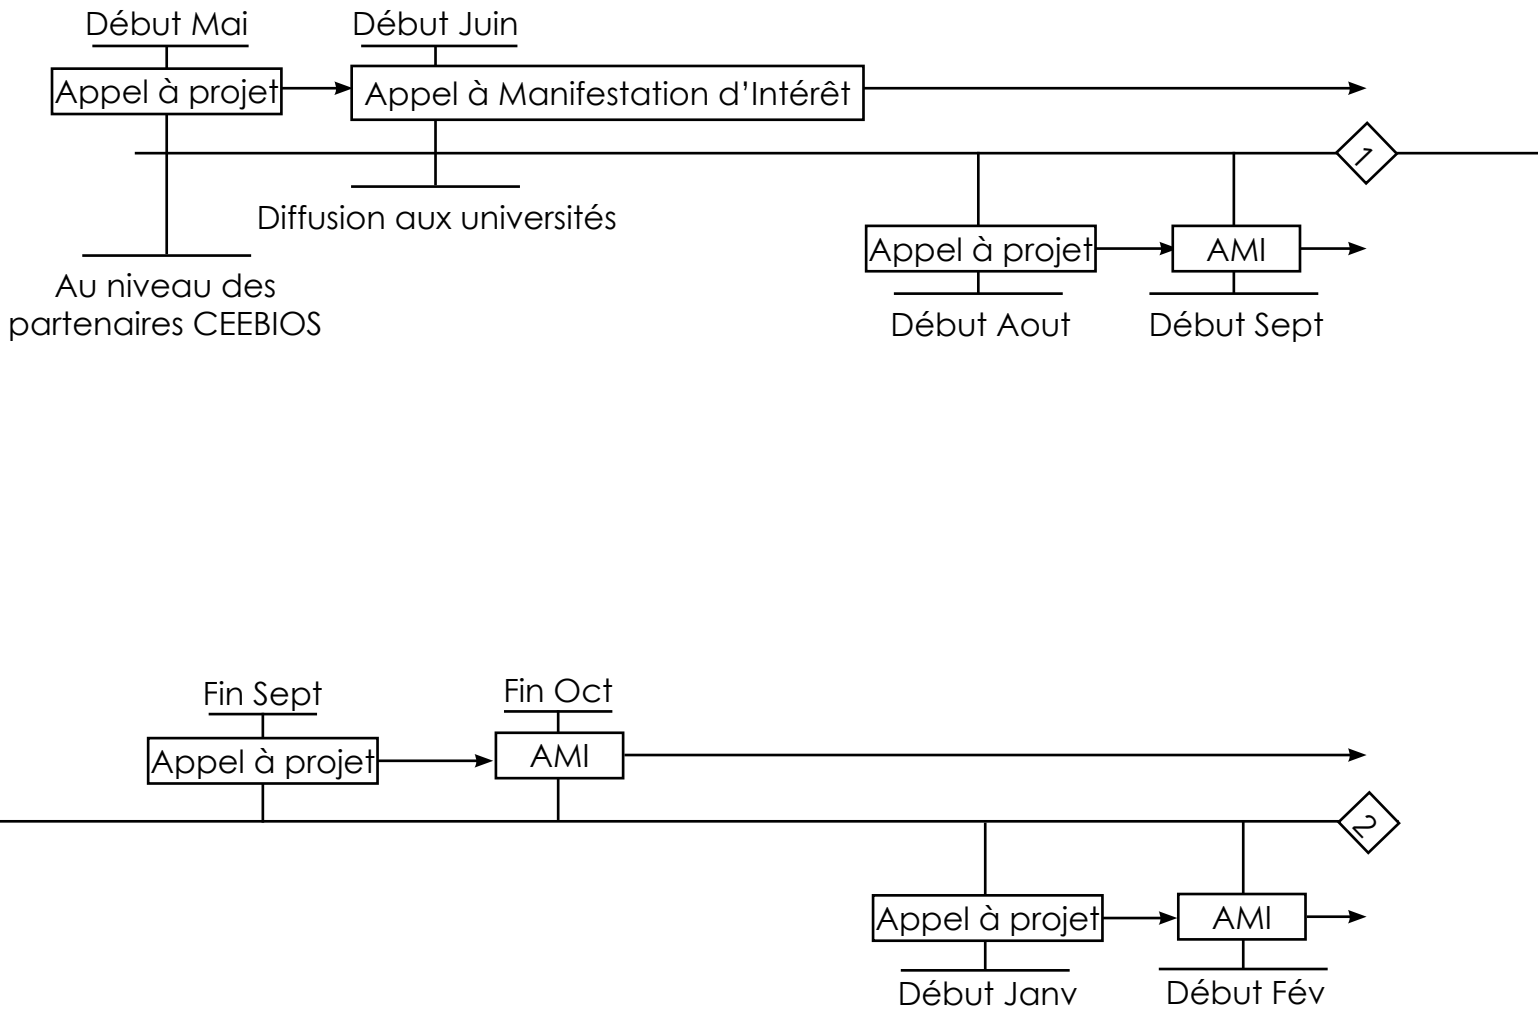 Début Mai
Début Juin
Appel à projet
Appel à Manifestation d’Intérêt
1
Diffusion aux universités
Appel à projet
AMI
Au niveau des
partenaires CEEBIOS
Début Aout
Début Sept
Fin Sept
Fin Oct
Appel à projet
AMI
2
Appel à projet
AMI
Début Janv
Début Fév